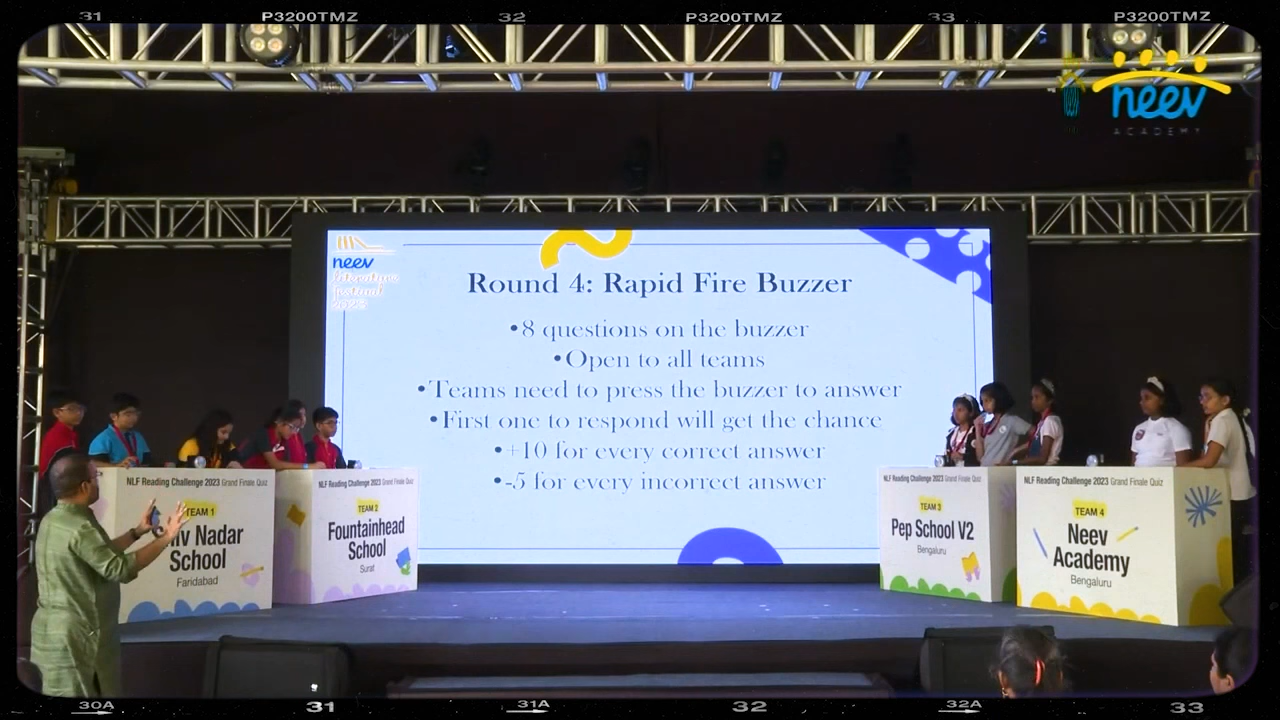 31 P3200TMZ 32 P3200TMZ 33 P3200TMZ
neev
ACADEMY
neev
literature
festival
2023
Round 4: Rapid Fire Buzzer
•8 questions on the buzzer
•Open to all teams
•Teams need to press the buzzer to answer
•First one to respond will get the chance
•+10 for every correct answer
•-5 for every incorrect answer
NLF Reading Challenge 2023 Grand Finale Quiz
TEAM 1
Nadar
School
Faridabad
NLF Reading Challenge 2023 Grand Finale Quiz
TEAM 2
Fountainhead
School
Surat
NLF Reading Challenge 2023 Grand Finale Quiz
TEAM 3
Pep School V2
Bengaluru
NLF Reading Challenge 2023 Grand Finale Quiz
TEAM 4
Neev
Academy
Bengaluru
30A 31 31A 32 32A 33